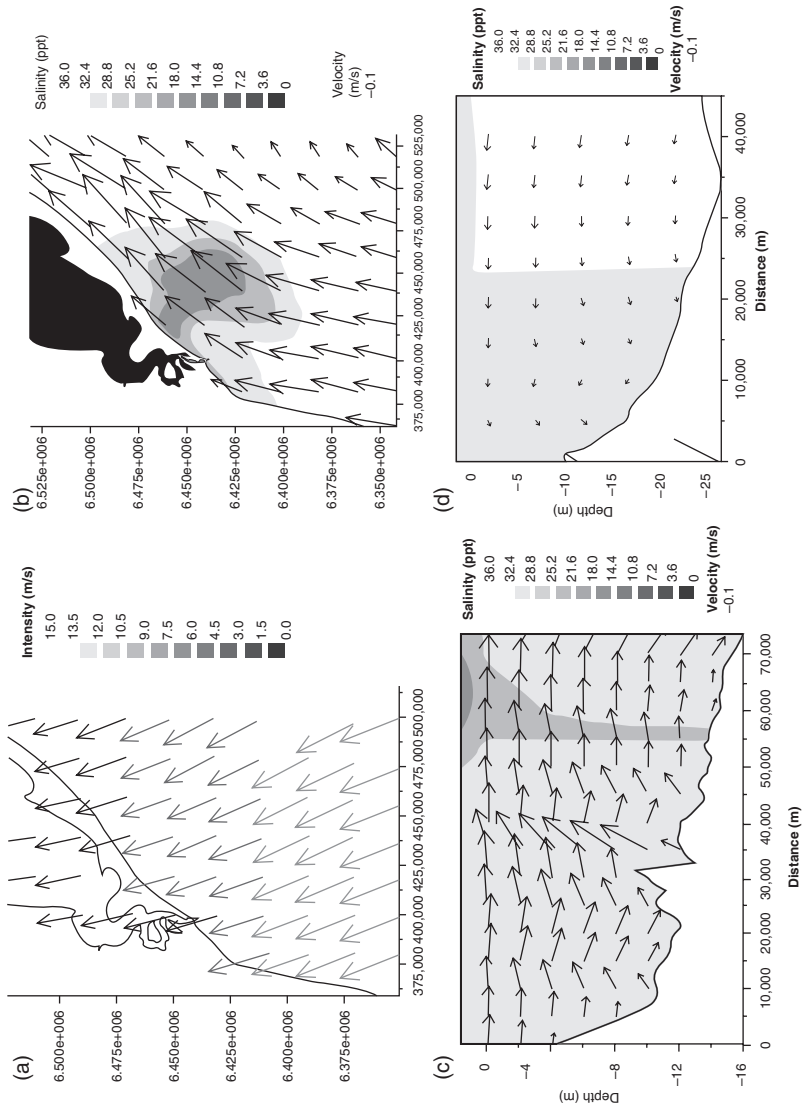 (a)
Intensity (m/s)
15.0
13.5
12.0
10.5
9.0
7.5
6.0
4.5
3.0
1.5
0.0
6.500e+006
6.475e+006
6.450e+006
6.425e+006
6.400e+006
6.375e+006
375,000 400,000 425,000 450,000 475,000 500,000
(b)
Salinity (ppt)
36.0
32.4
28.8
25.2
21.6
18.0
14.4
10.8
7.2
3.6
0
Velocity
(m/s)
−0.1
6.525e+006
6.500e+006
6.475e+006
6.450e+006
6.425e+006
6.400e+006
6.375e+006
6.350e+006
375,000 400,000 425,000 450,000 475,000 500,000 525,000
(c)
Salinity (ppt)
36.0
32.4
28.8
25.2
21.6
18.0
14.4
10.8
7.2
3.6
0
Velocity (m/s)
−0.1
Depth (m)
0
−4
−8
−12
−16
0 10,000 20,000 30,000 40,000 50,000 60,000 70,000
Distance (m)
(d)
Salinity (ppt)
36.0
32.4
28.8
25.2
21.6
18.0
14.4
10.8
7.2
3.6
0
Velocity (m/s)
−0.1
Depth (m)
0
−5
−10
−15
−20
−25
0 10,000 20,000 30,000 40,000
Distance (m)